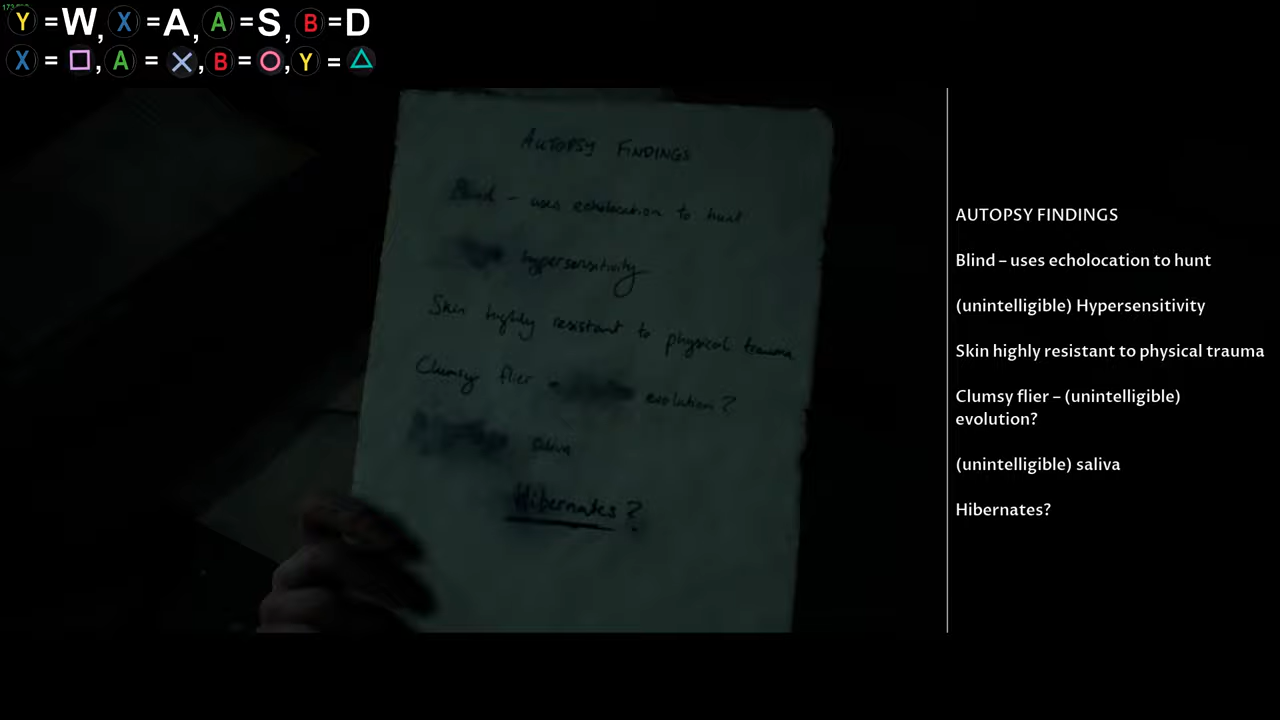 Y = W, X = A, A = S, B = D
X = □, A = ✕, B = ○, Y = △
AUTOPSY FINDINGS
Blind - uses echolocation to hunt
hypersensitivity
Skin highly resistant to physical trauma
Clumsy flier - evolution?
saliva
Hibernates?
AUTOPSY FINDINGS
Blind – uses echolocation to hunt
(unintelligible) Hypersensitivity
Skin highly resistant to physical trauma
Clumsy flier – (unintelligible)
evolution?
(unintelligible) saliva
Hibernates?